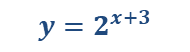 y = 2^{x+3}